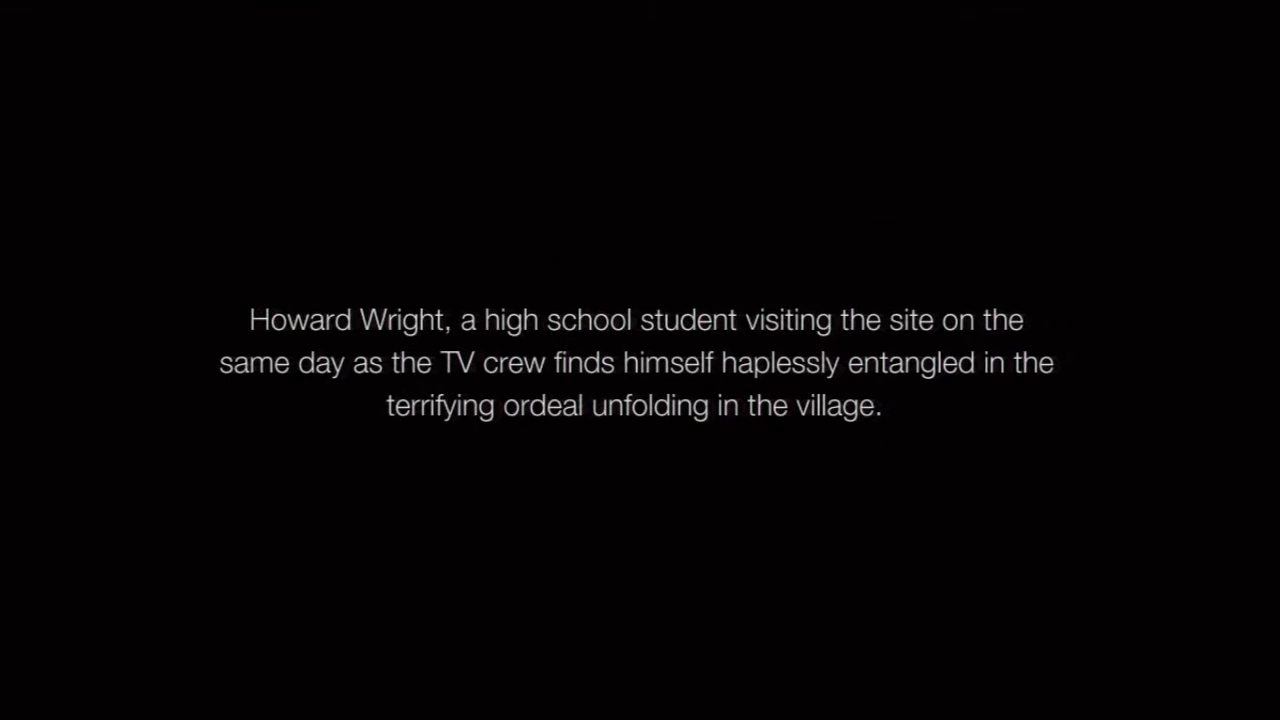 Howard Wright, a high school student visiting the site on the
same day as the TV crew finds himself haplessly entangled in the
terrifying ordeal unfolding in the village.